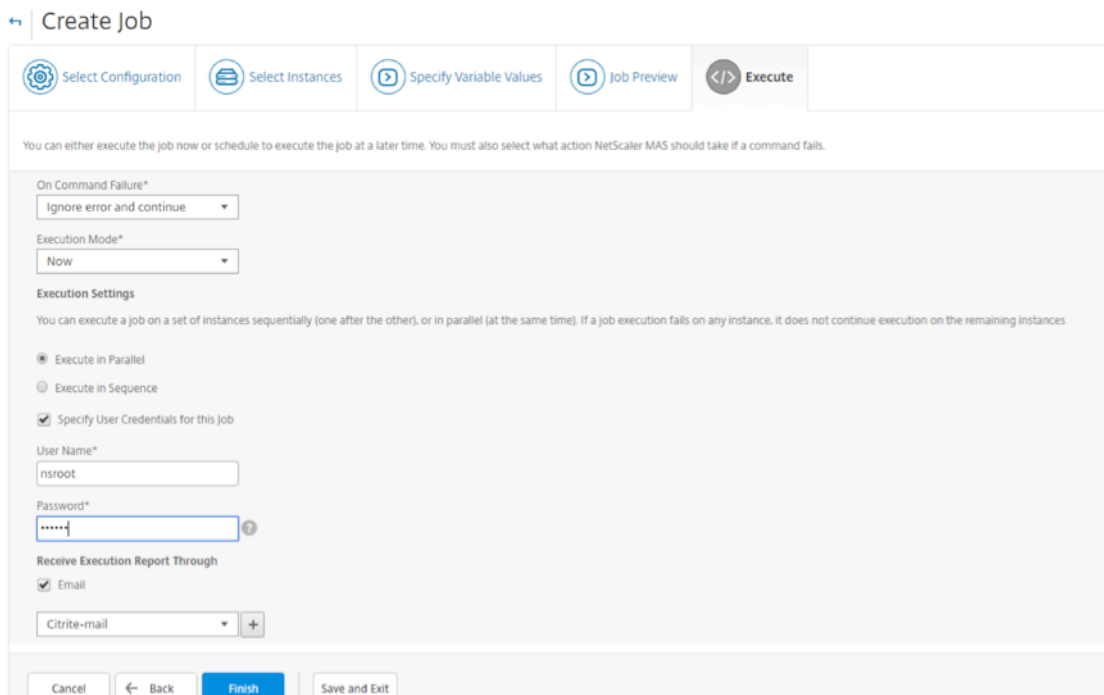 Create Job
Select Configuration
Select Instances
Specify Variable Values
Job Preview
</> Execute
You can either execute the job now or schedule to execute the job at a later time. You must also select what action NetScaler MAS should take if a command fails.
On Command Failure*
Ignore error and continue
Execution Mode*
Now
Execution Settings
You can execute a job on a set of instances sequentially (one after the other), or in parallel (at the same time). If a job execution fails on any instance, it does not continue execution on the remaining instances
Execute in Parallel
Execute in Sequence
Specify User Credentials for this Job
User Name*
nsroot
Password*
••••••
?
Receive Execution Report Through
Email
Citrite-mail
+
Cancel
← Back
Finish
Save and Exit